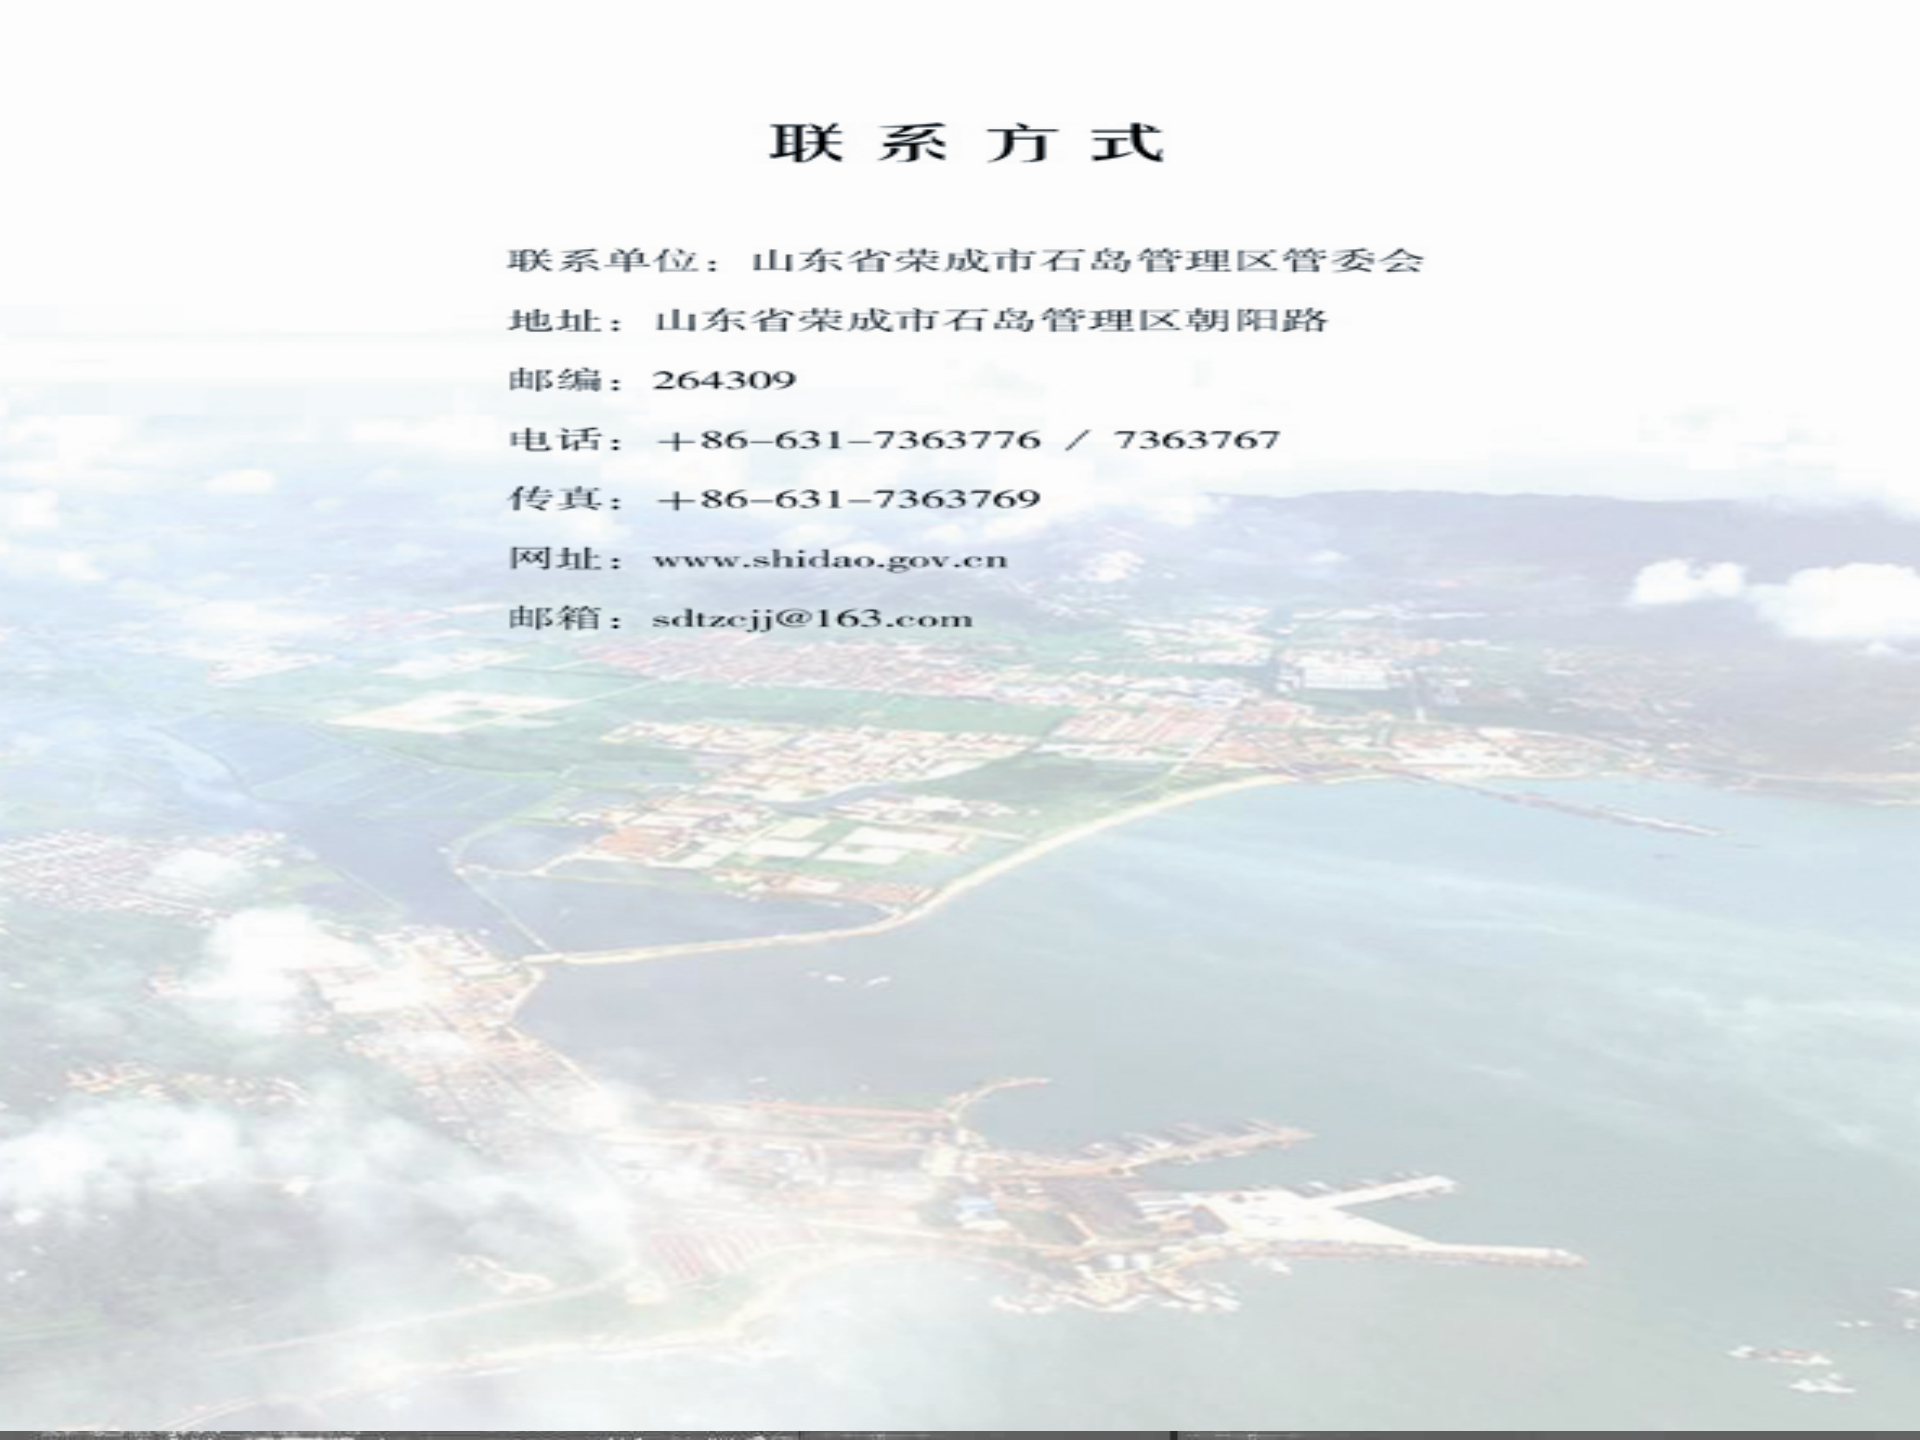 联系方式
联系单位：山东省荣成市石岛管理区管委会
地址：山东省荣成市石岛管理区朝阳路
邮编：264309
电话：+86-631-7363776 / 7363767
传真：+86-631-7363769
网址：www.shidao.gov.cn
邮箱：sdtzcjj@163.com